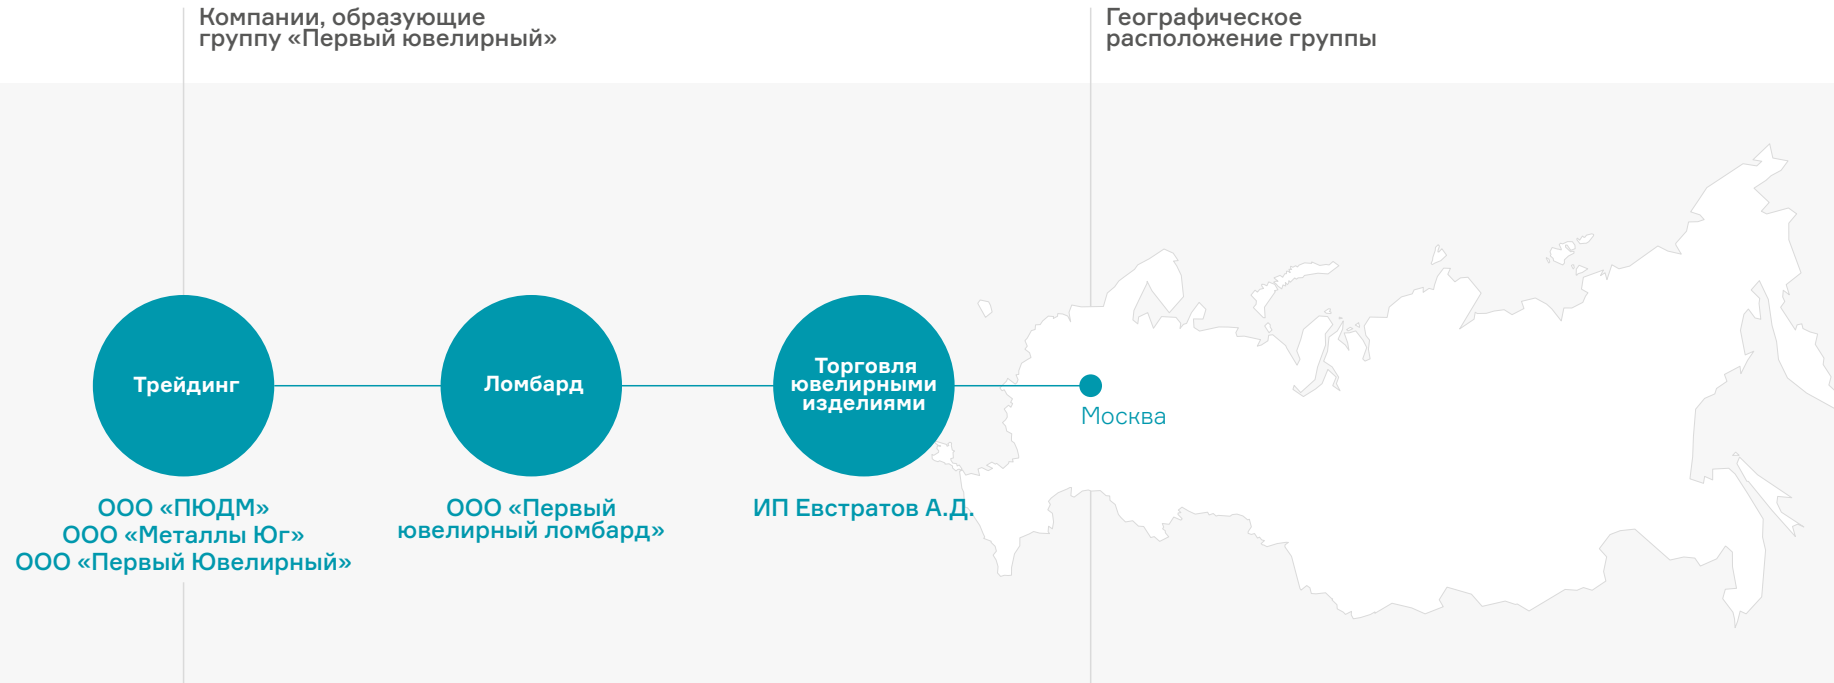 Компании, образующие
группу «Первый ювелирный»
Географическое
расположение группы
Трейдинг
Ломбард
Торговля
ювелирными
изделиями
Москва
ООО «ПЮДМ»
ООО «Металлы Юг»
ООО «Первый Ювелирный»
ООО «Первый
ювелирный ломбард»
ИП Евстратов А.Д.